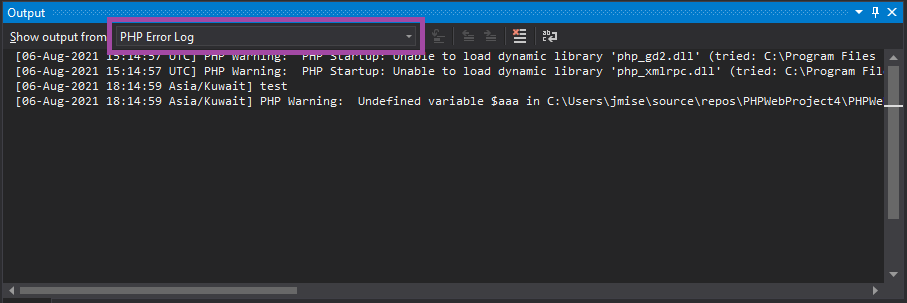 Output
Show output from: PHP Error Log
[06-Aug-2021 15:14:57 UTC] PHP Warning:  PHP Startup: Unable to load dynamic library 'php_gd2.dll' (tried: C:\Program Files
[06-Aug-2021 15:14:57 UTC] PHP Warning:  PHP Startup: Unable to load dynamic library 'php_xmlrpc.dll' (tried: C:\Program Fil
[06-Aug-2021 18:14:59 Asia/Kuwait] test
[06-Aug-2021 18:14:59 Asia/Kuwait] PHP Warning:  Undefined variable $aaa in C:\Users\jmise\source\repos\PHPWebProject4\PHPWe